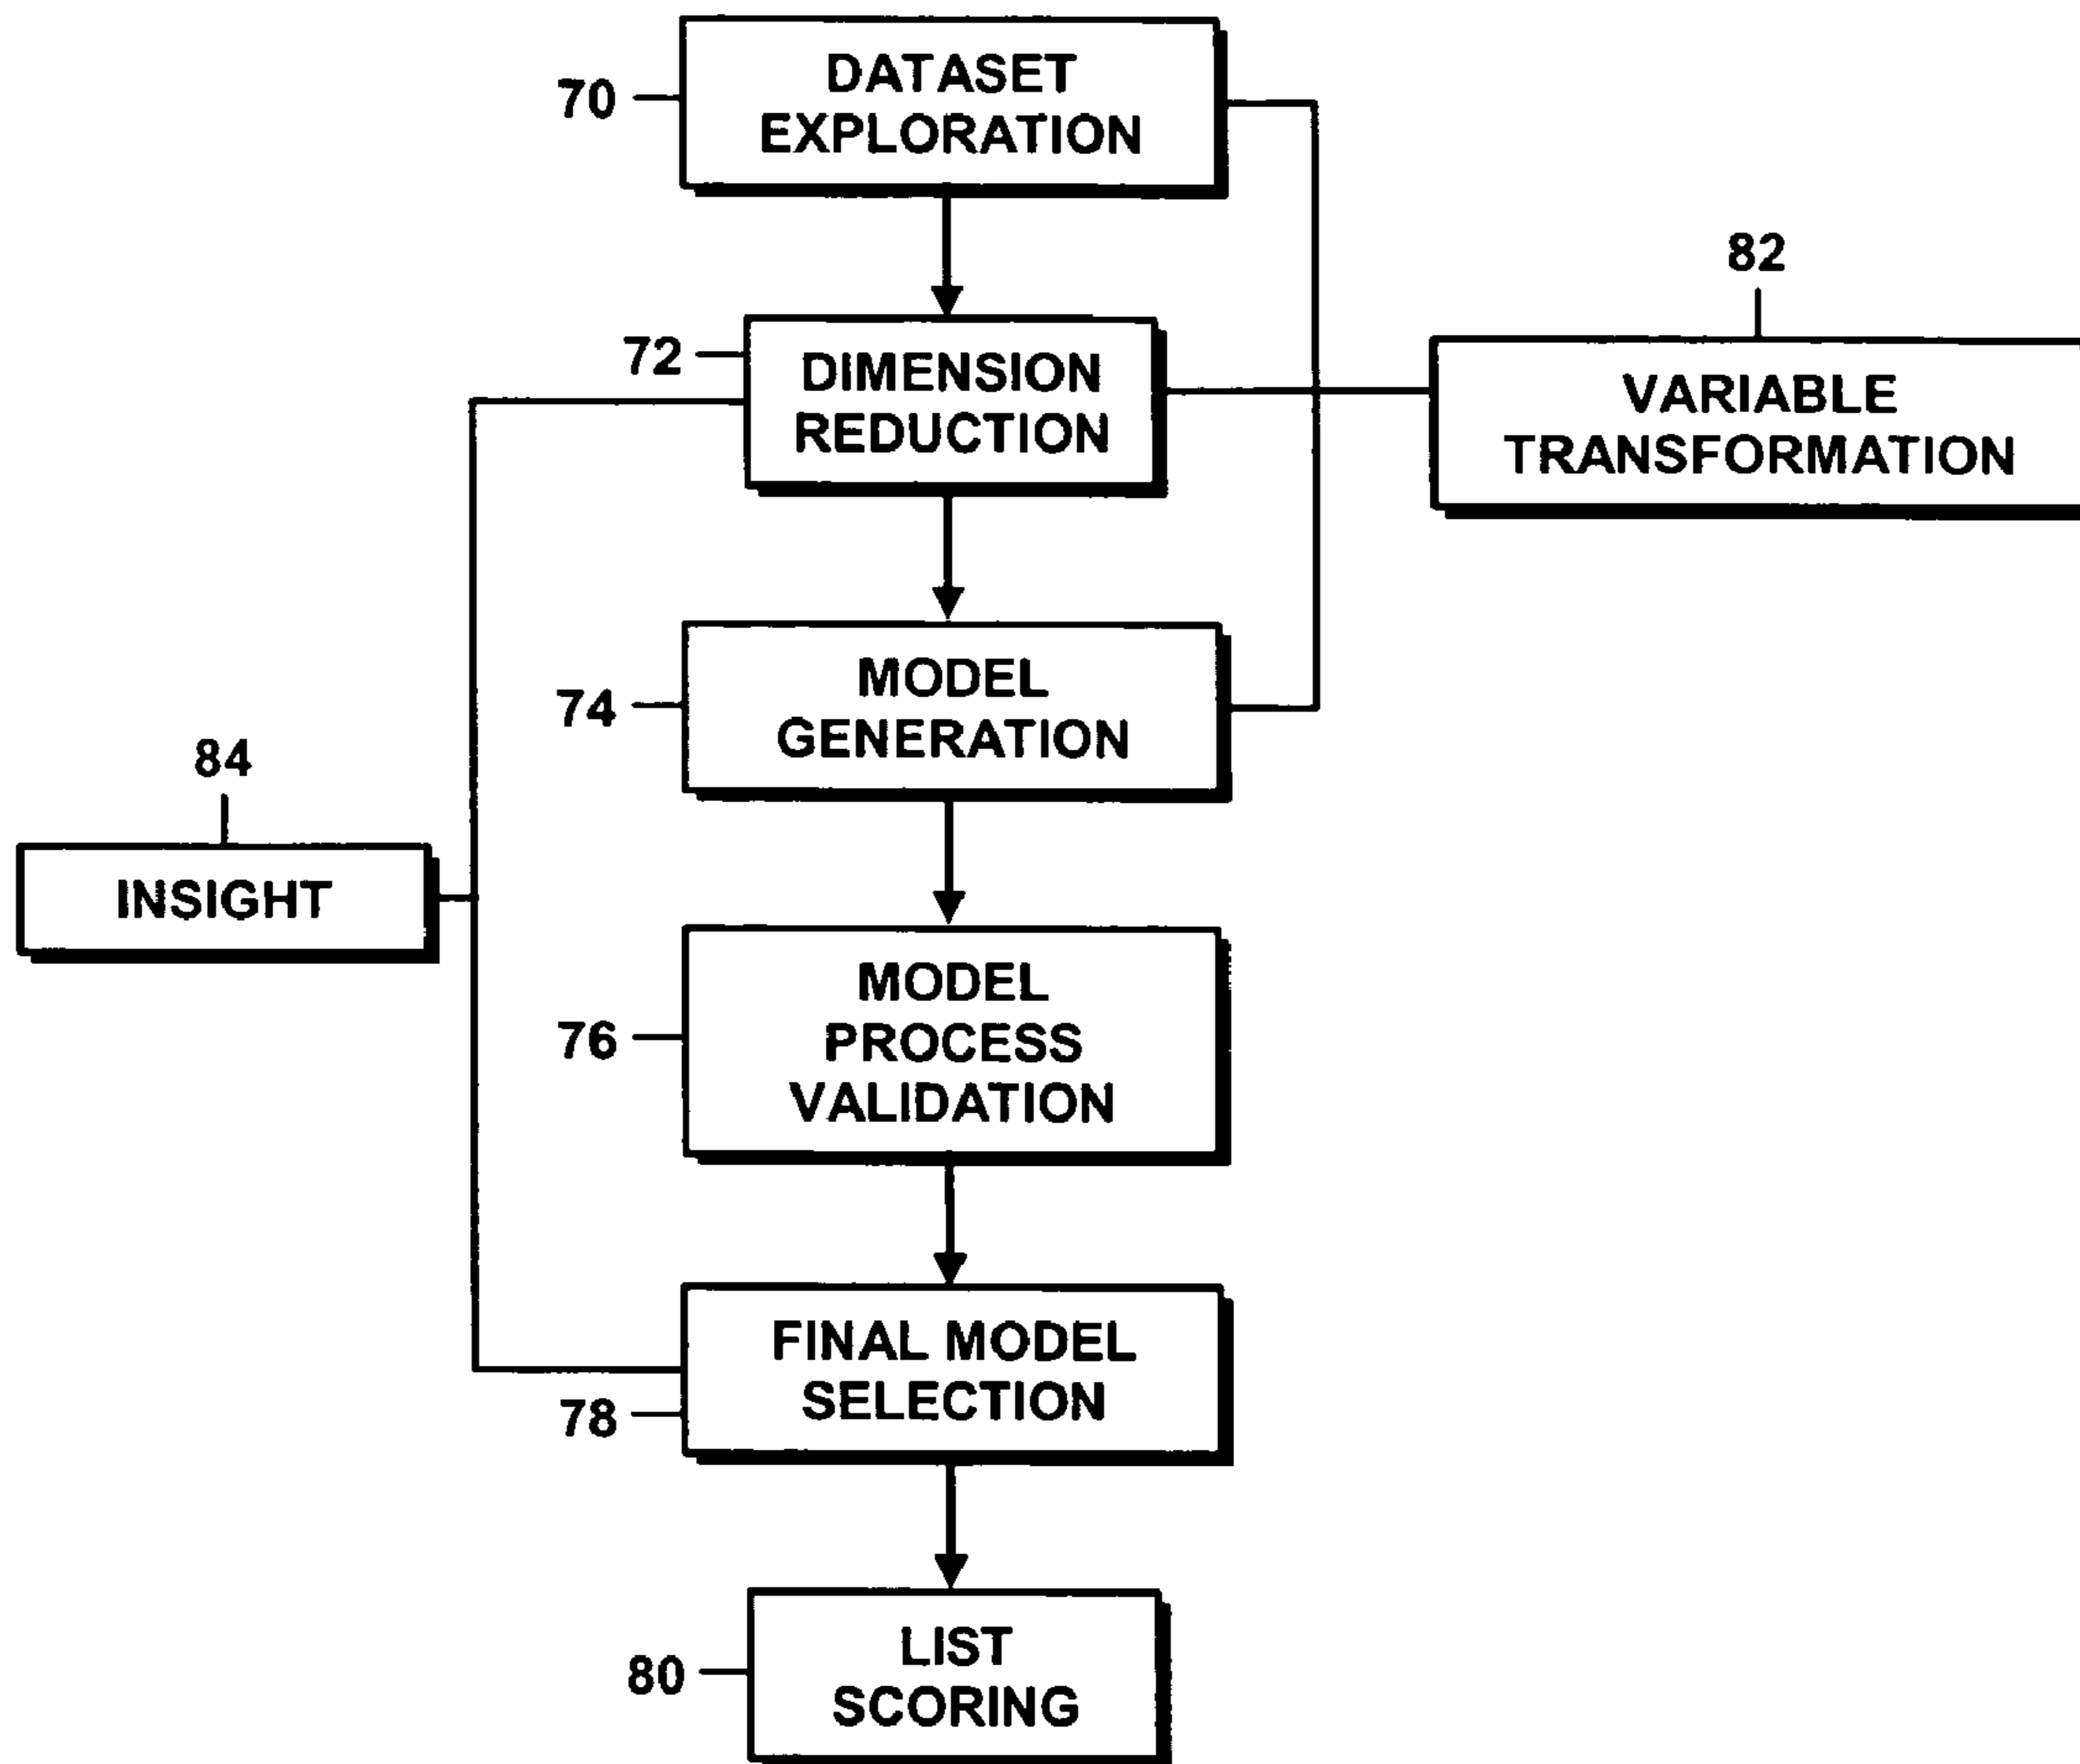 70
DATASET
EXPLORATION
82
72
DIMENSION
REDUCTION
VARIABLE
TRANSFORMATION
74
MODEL
GENERATION
84
INSIGHT
76
MODEL
PROCESS
VALIDATION
FINAL MODEL
SELECTION
78
LIST
SCORING
80